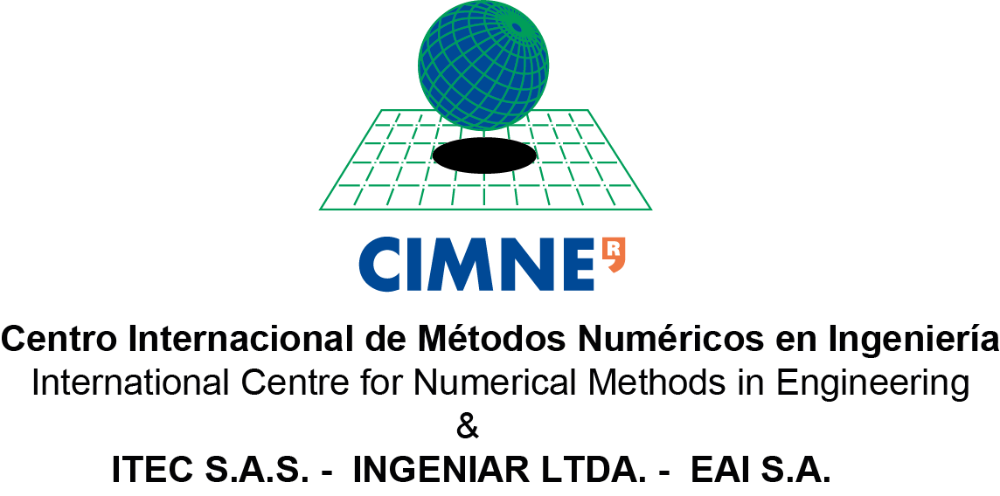 CIMNE R
Centro Internacional de Métodos Numéricos en Ingeniería
International Centre for Numerical Methods in Engineering
&
ITEC S.A.S. - INGENIAR LTDA. - EAI S.A.